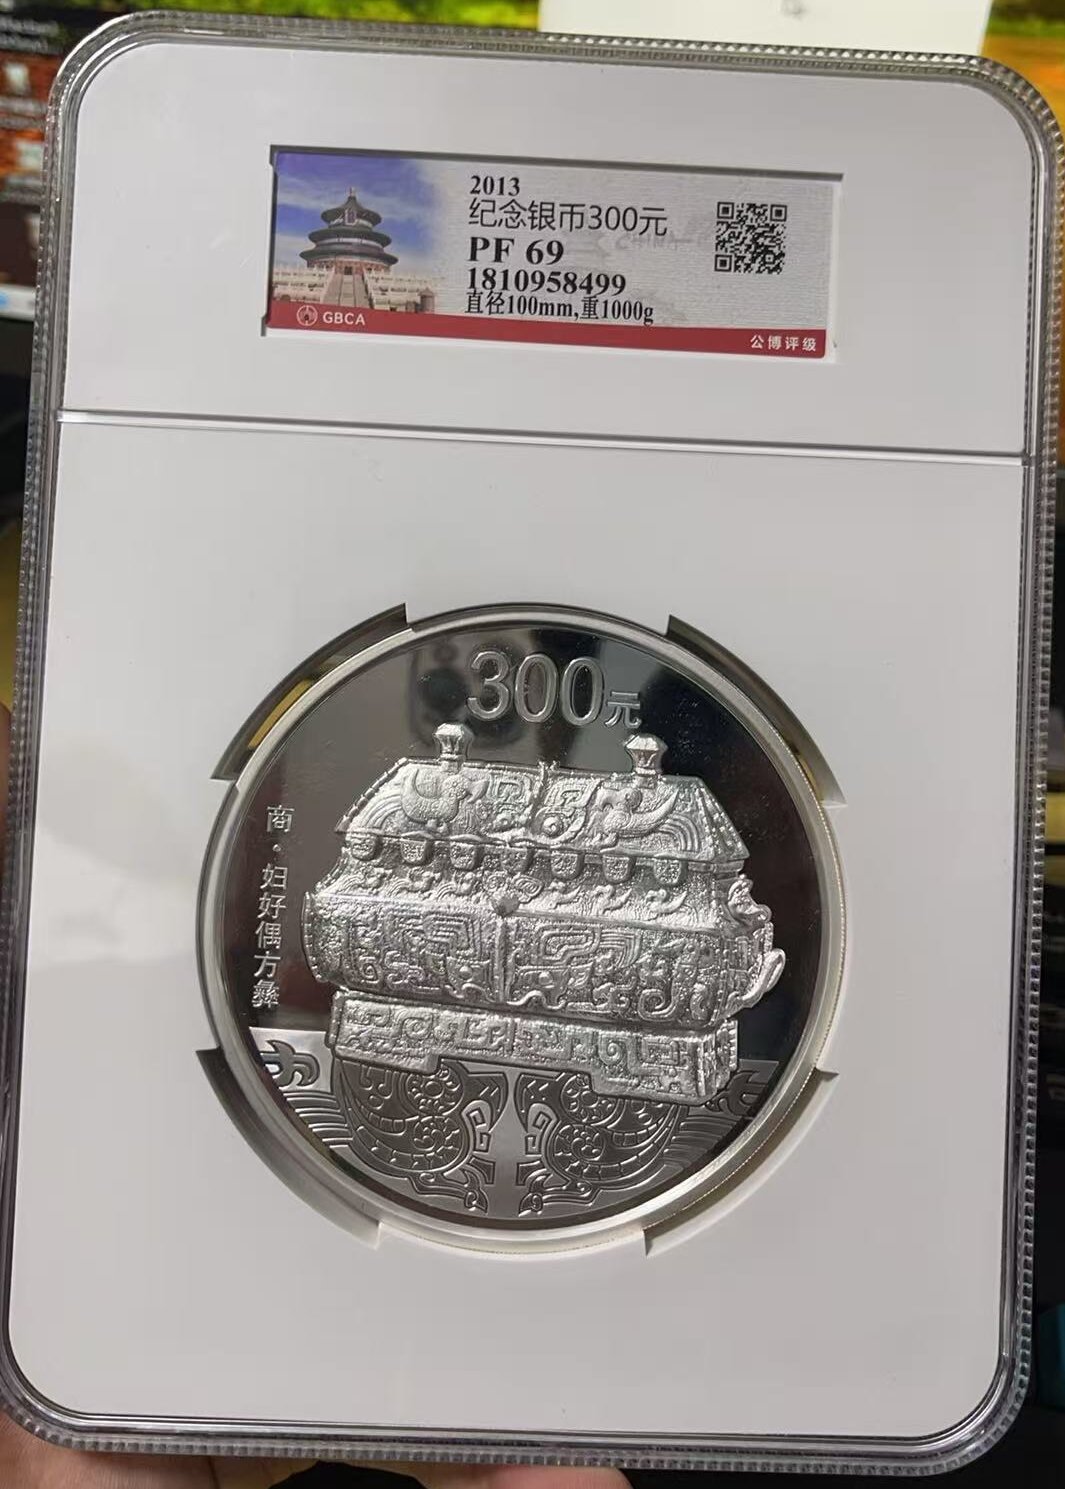 2013
纪念银币300元
PF 69
1810958499
直径100mm,重1000g
GBCA
公博评级
300元
商·妇好偶方彝